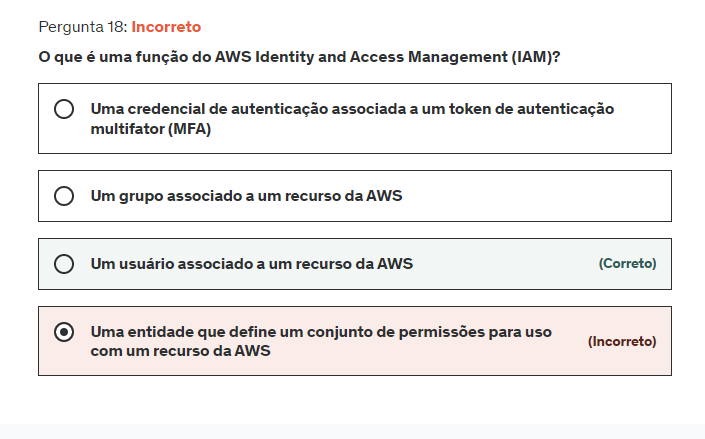 Pergunta 18: Incorreto
O que é uma função do AWS Identity and Access Management (IAM)?
Uma credencial de autenticação associada a um token de autenticação
multifator (MFA)
Um grupo associado a um recurso da AWS
Um usuário associado a um recurso da AWS (Correto)
Uma entidade que define um conjunto de permissões para uso
com um recurso da AWS
(Incorreto)